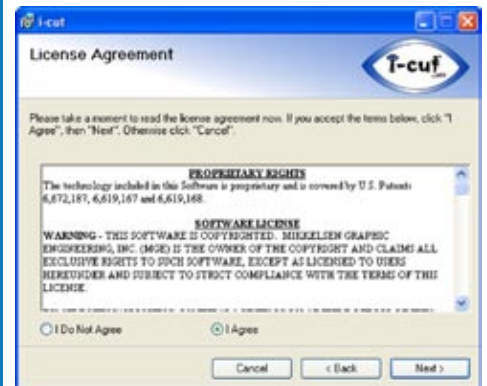 i-cut
License Agreement
i-cut
Please take a moment to read the license agreement now. If you accept the terms below, click "I
Agree", then "Next". Otherwise click "Cancel".
PROPRIETARY RIGHTS
The technology included in this Software is proprietary and is covered by U.S. Patents
6,672,187, 6,619,167 and 6,619,168.
SOFTWARE LICENSE
WARNING - THIS SOFTWARE IS COPYRIGHTED. MIKKELSEN GRAPHIC
ENGINEERING, INC. (MGE) IS THE OWNER OF THE COPYRIGHT AND CLAIMS ALL
EXCLUSIVE RIGHTS TO SUCH SOFTWARE, EXCEPT AS LICENSED TO USERS
HEREUNDER AND SUBJECT TO STRICT COMPLIANCE WITH THE TERMS OF THIS
LICENSE.
I Do Not Agree
I Agree
Cancel
< Back
Next >